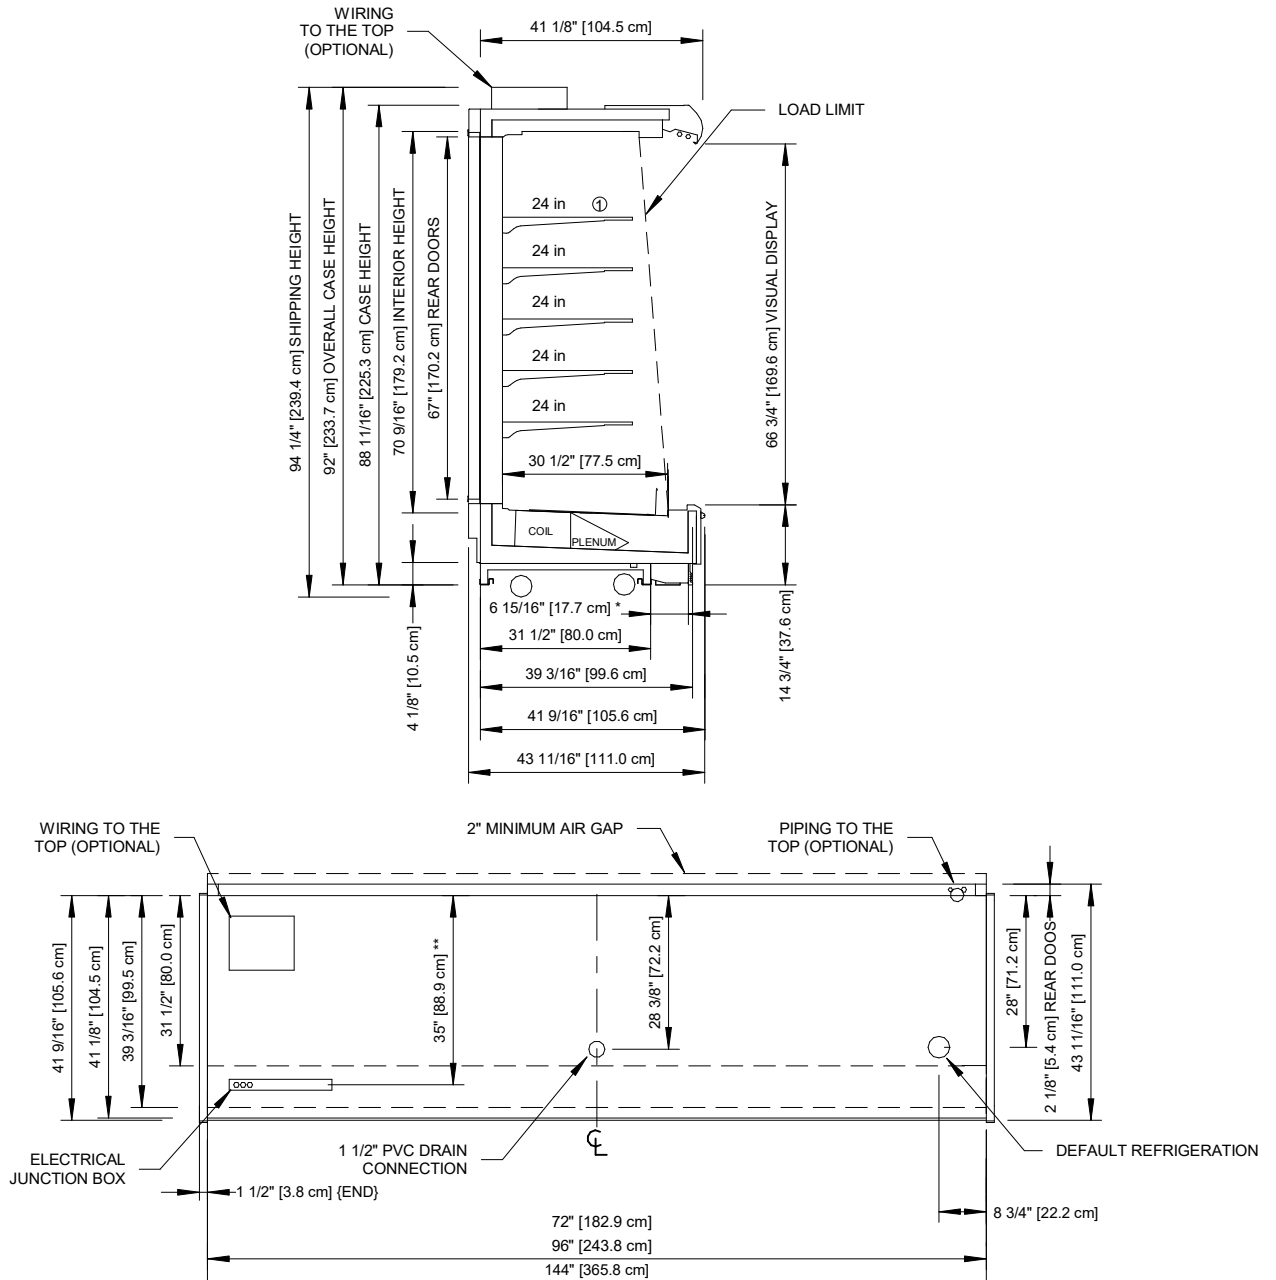 WIRING
TO THE TOP
(OPTIONAL)
41 1/8" [104.5 cm]
LOAD LIMIT
94 1/4" [239.4 cm] SHIPPING HEIGHT
92" [233.7 cm] OVERALL CASE HEIGHT
88 11/16" [225.3 cm] CASE HEIGHT
70 9/16" [179.2 cm] INTERIOR HEIGHT
67" [170.2 cm] REAR DOORS
24 in 1
24 in
24 in
24 in
24 in
66 3/4" [169.6 cm] VISUAL DISPLAY
30 1/2" [77.5 cm]
COIL
PLENUM
14 3/4" [37.6 cm]
4 1/8" [10.5 cm]
6 15/16" [17.7 cm] *
31 1/2" [80.0 cm]
39 3/16" [99.6 cm]
41 9/16" [105.6 cm]
43 11/16" [111.0 cm]
WIRING TO THE
TOP (OPTIONAL)
2" MINIMUM AIR GAP
PIPING TO THE
TOP (OPTIONAL)
41 9/16" [105.6 cm]
41 1/8" [104.5 cm]
39 3/16" [99.5 cm]
31 1/2" [80.0 cm]
35" [88.9 cm] **
28 3/8" [72.2 cm]
28" [71.2 cm]
2 1/8" [5.4 cm] REAR DOOS
43 11/16" [111.0 cm]
ELECTRICAL
JUNCTION BOX
1 1/2" PVC DRAIN
CONNECTION
℄
DEFAULT REFRIGERATION
1 1/2" [3.8 cm] {END}
8 3/4" [22.2 cm]
72" [182.9 cm]
96" [243.8 cm]
144" [365.8 cm]